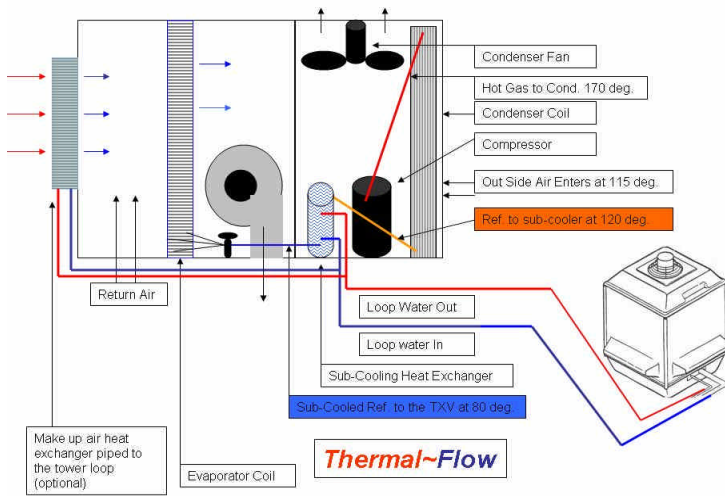 Condenser Fan
Hot Gas to Cond. 170 deg.
Condenser Coil
Compressor
Out Side Air Enters at 115 deg.
Ref. to sub-cooler at 120 deg.
Return Air
Loop Water Out
Loop water In
Sub-Cooling Heat Exchanger
Sub-Cooled Ref. to the TXV at 80 deg.
Make up air heat
exchanger piped to
the tower loop
(optional)
Evaporator Coil
Thermal~Flow